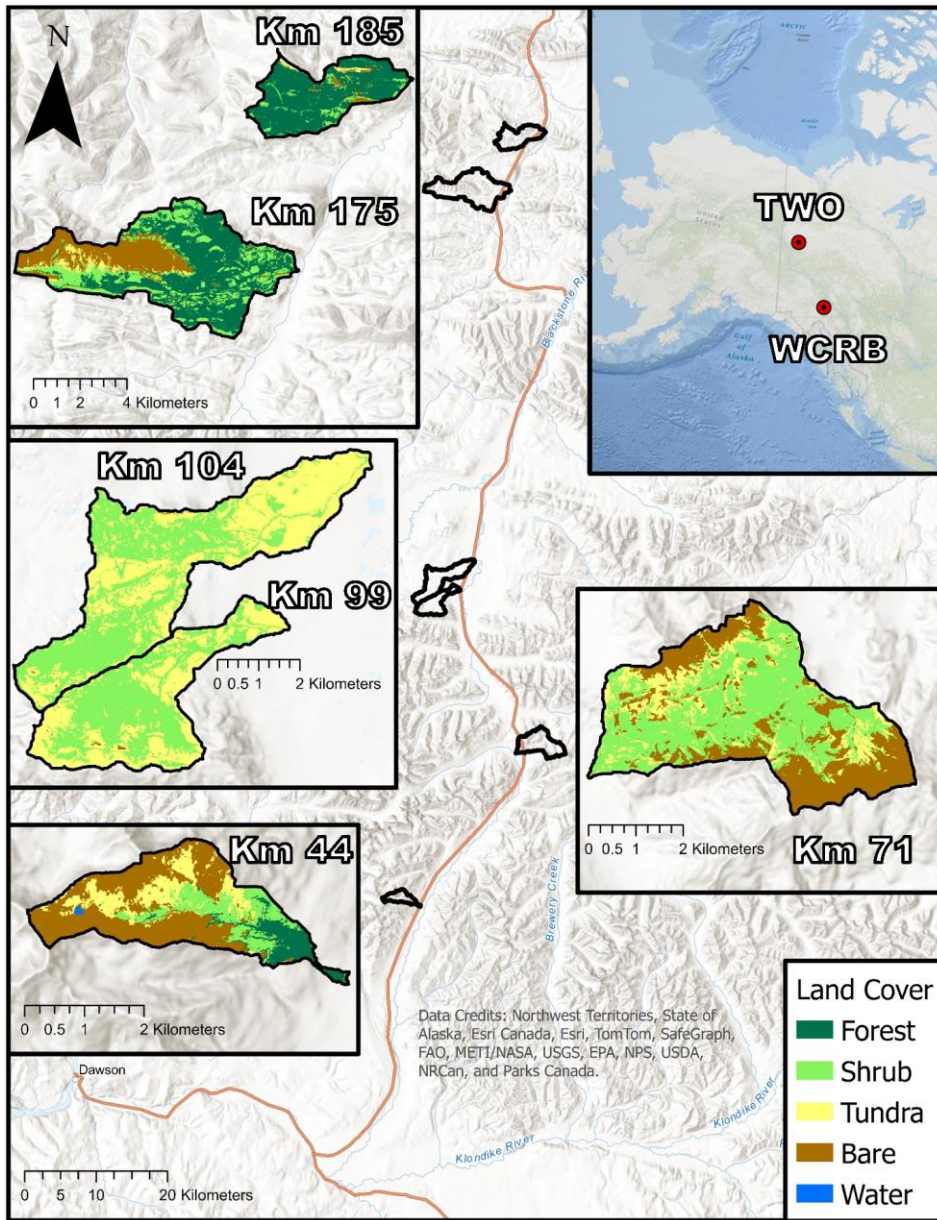 N
Km 185
Km 175
0 1 2 4 Kilometers
Blackstone Riv
ARCTIC
TWO
WCRB
United States
Gulf of Alaska
Km 104
Km 99
0 0.5 1 2 Kilometers
Km 71
0 0.5 1 2 Kilometers
Km 44
0 0.5 1 2 Kilometers
Brewery Creek
Data Credits: Northwest Territories, State of
Alaska, Esri Canada, Esri, TomTom, SafeGraph,
FAO, METI/NASA, USGS, EPA, NPS, USDA,
NRCan, and Parks Canada.
Dawson
Klondike River
Klondike River
0 5 10 20 Kilometers
Land Cover
Forest
Shrub
Tundra
Bare
Water